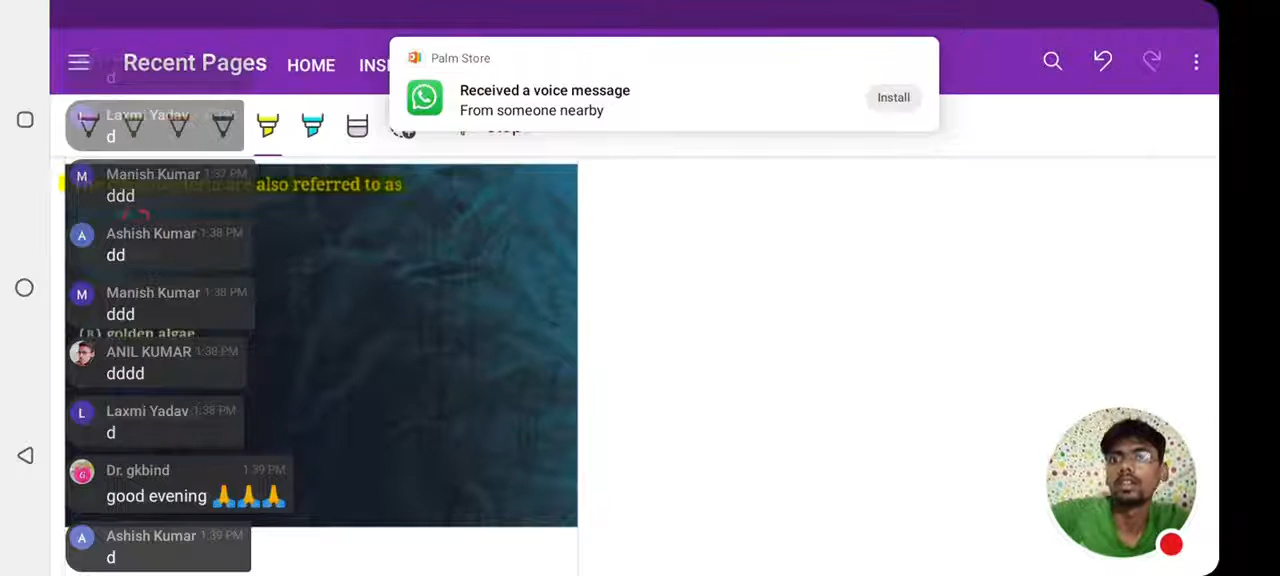 Recent Pages HOME INS
Palm Store
Received a voice message
From someone nearby
Install
Stop
Laxmi Yadav
d
also referred to as
Manish Kumar 1:37 PM
ddd
Ashish Kumar 1:38 PM
dd
Manish Kumar 1:38 PM
ddd
(B) golden algae
ANIL KUMAR 1:38 PM
dddd
Laxmi Yadav 1:38 PM
d
Dr. gkbind 1:39 PM
good evening 🙏🙏🙏
Ashish Kumar 1:39 PM
d